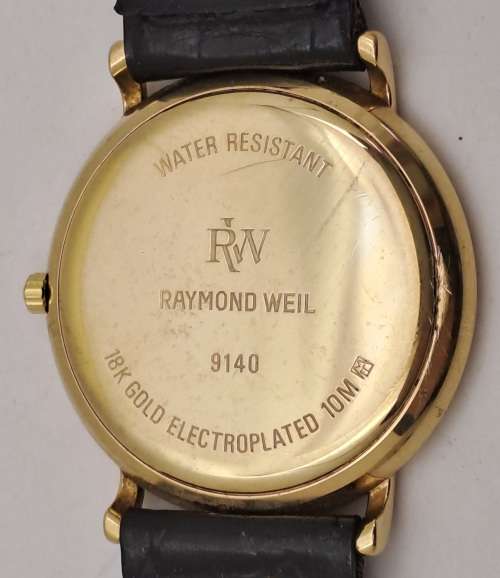 WATER RESISTANT
RW
RAYMOND WEIL
9140
18K GOLD ELECTROPLATED 10M